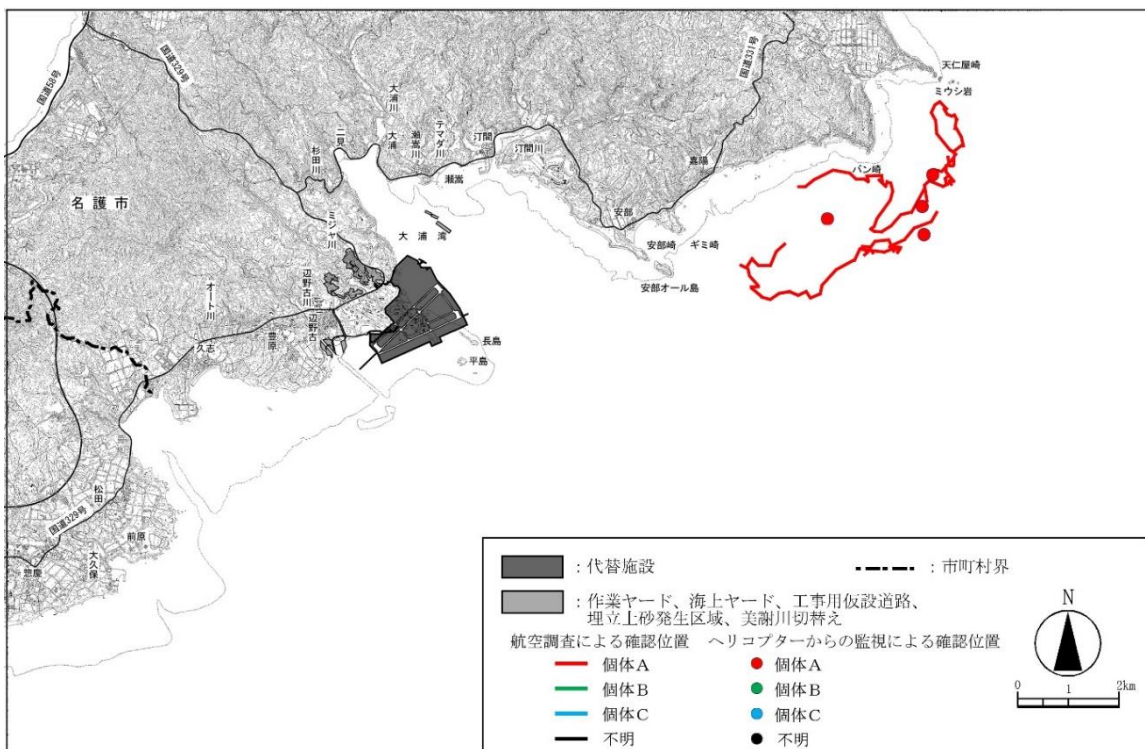 国道58号
国道329号
国道331号
天仁屋崎
ミウシ岩
バン崎
嘉陽
大浦川
テマダ川
汀間
汀間川
瀬嵩川
大浦
二見
杉田川
瀬嵩
安部
名護市
ミジャ川
大浦湾
安部崎
ギミ崎
安部オール島
辺野古川
辺野古
オート川
久志
豊原
長島
平島
松田
国道329号
前原
大久保
惣慶
：代替施設
：市町村界
：作業ヤード、海上ヤード、工事用仮設道路、
埋立土砂発生区域、美謝川切替え
航空調査による確認位置
ヘリコプターからの監視による確認位置
個体A
個体A
個体B
個体B
個体C
個体C
不明
不明
N
0 1 2km